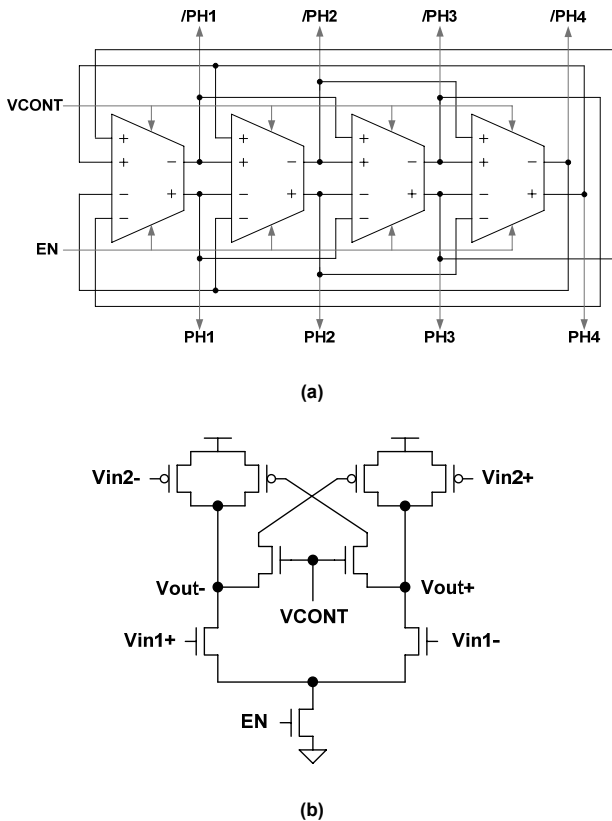 /PH1 /PH2 /PH3 /PH4
VCONT
+ + + +
+ − + − + − + −
− + − + − + − +
− − − −
EN
PH1 PH2 PH3 PH4
(a)
Vin2- Vin2+
Vout- Vout+
VCONT
Vin1+ Vin1-
EN
(b)